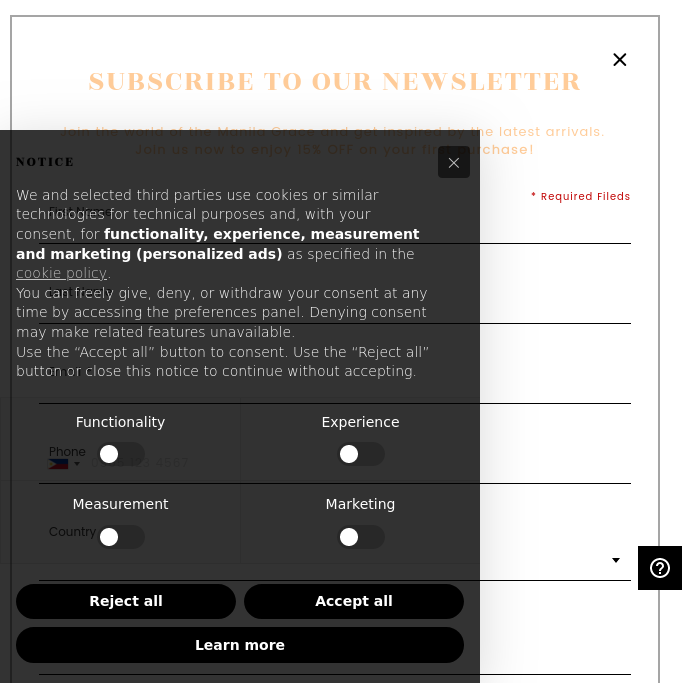 SUBSCRIBE TO OUR NEWSLETTER
Join the world of the Manila Grace and get inspired by the latest arrivals.
Join us now to enjoy 15% OFF on your first purchase!
NOTICE
* Required Fileds
We and selected third parties use cookies or similar
technologies for technical purposes and, with your
consent, for functionality, experience, measurement
and marketing (personalized ads) as specified in the
cookie policy.
You can freely give, deny, or withdraw your consent at any
time by accessing the preferences panel. Denying consent
may make related features unavailable.
Use the “Accept all” button to consent. Use the “Reject all”
button or close this notice to continue without accepting.
Functionality
Experience
Phone
Measurement
Marketing
Country
Reject all
Accept all
Learn more